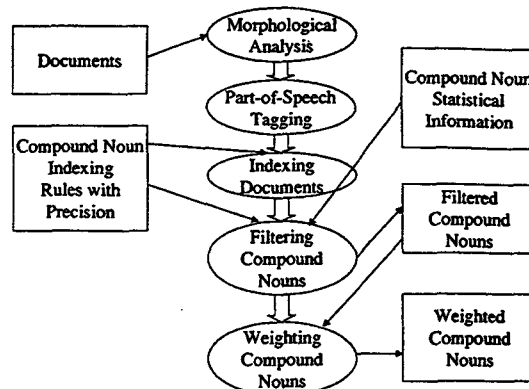 Documents
Morphological
Analysis
Part-of-Speech
Tagging
Compound Noun
Statistical
Information
Compound Noun
Indexing
Rules with
Precision
Indexing
Documents
Filtering
Compound
Nouns
Filtered
Compound
Nouns
Weighting
Compound
Nouns
Weighted
Compound
Nouns